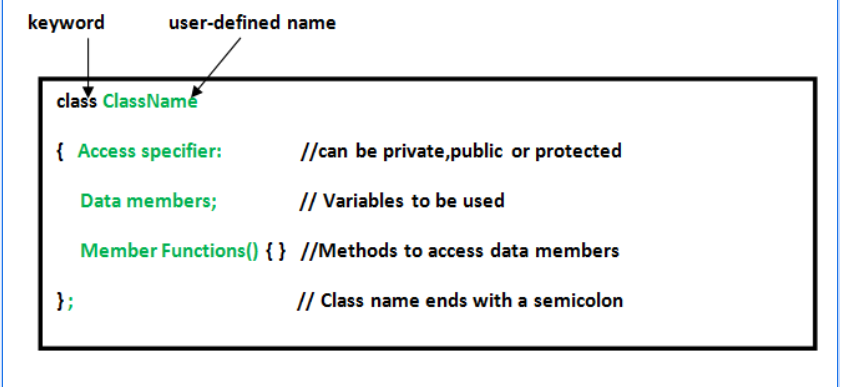 keyword user-defined name
class ClassName
{ Access specifier: //can be private,public or protected
Data members; // Variables to be used
Member Functions() { } //Methods to access data members
}; // Class name ends with a semicolon